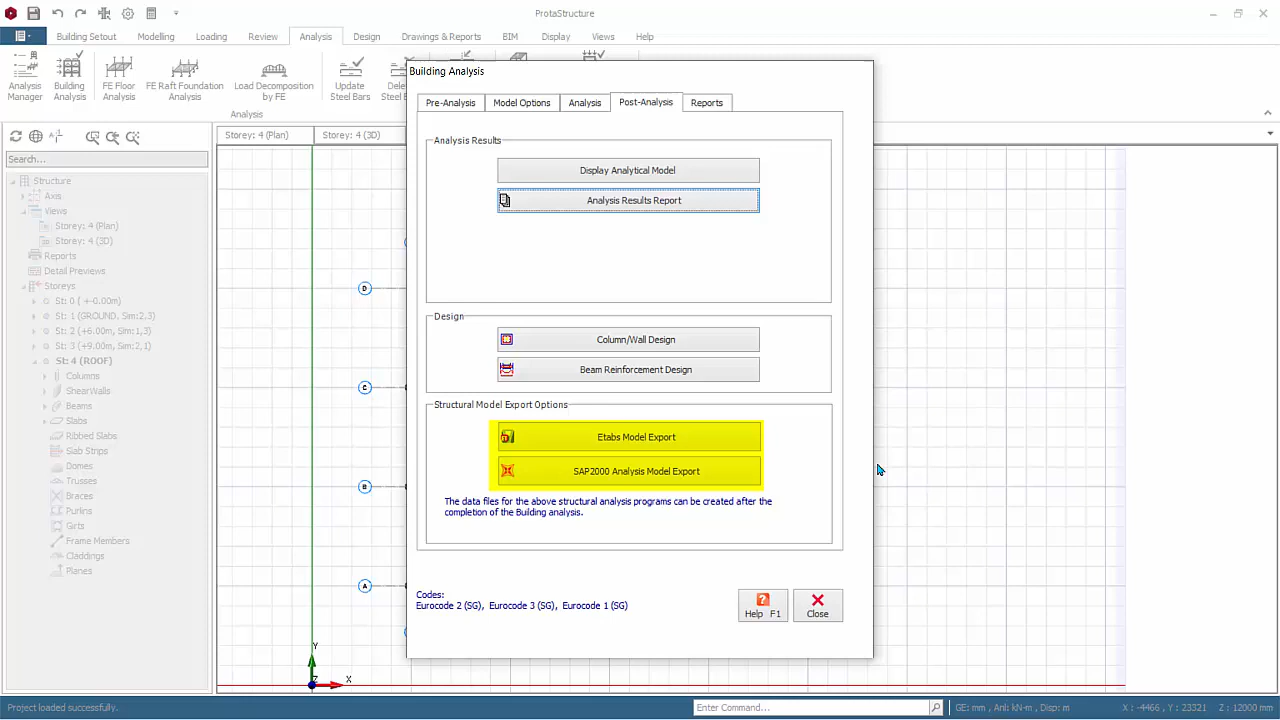 ProtaStructure
Building Setout
Modelling
Loading
Review
Analysis
Design
Drawings & Reports
BIM
Display
Views
Help
Analysis
Manager
Building
Analysis
FE Floor
Analysis
FE Raft Foundation
Analysis
Load Decomposition
by FE
Update
Steel Bars
Steel B
Analysis
Storey: 4 (Plan)
Storey: 4 (3D)
Search...
Structure
Axis
Views
Storey: 4 (Plan)
Storey: 4 (3D)
Reports
Detail Previews
Storeys
St: 0 ( +-0.00m)
St: 1 (GROUND, Sim:2,3)
St: 2 (+6.00m, Sim:1,3)
St: 3 (+9.00m, Sim:2,1)
St: 4 (ROOF)
Columns
ShearWalls
Beams
Slabs
Ribbed Slabs
Slab Strips
Domes
Trusses
Braces
Purlins
Girts
Frame Members
Claddings
Planes
D
C
B
A
Y
Z
X
Building Analysis
Pre-Analysis
Model Options
Analysis
Post-Analysis
Reports
Analysis Results
Display Analytical Model
Analysis Results Report
Design
Column/Wall Design
Beam Reinforcement Design
Structural Model Export Options
Etabs Model Export
SAP2000 Analysis Model Export
The data files for the above structural analysis programs can be created after the
completion of the Building analysis.
Codes:
Eurocode 2 (SG), Eurocode 3 (SG), Eurocode 1 (SG)
Help F1
Close
Project loaded successfully.
Enter Command...
GE: mm , Anl: kN-m , Disp: m
X : -4466 , Y : 23321
Z : 12000 mm